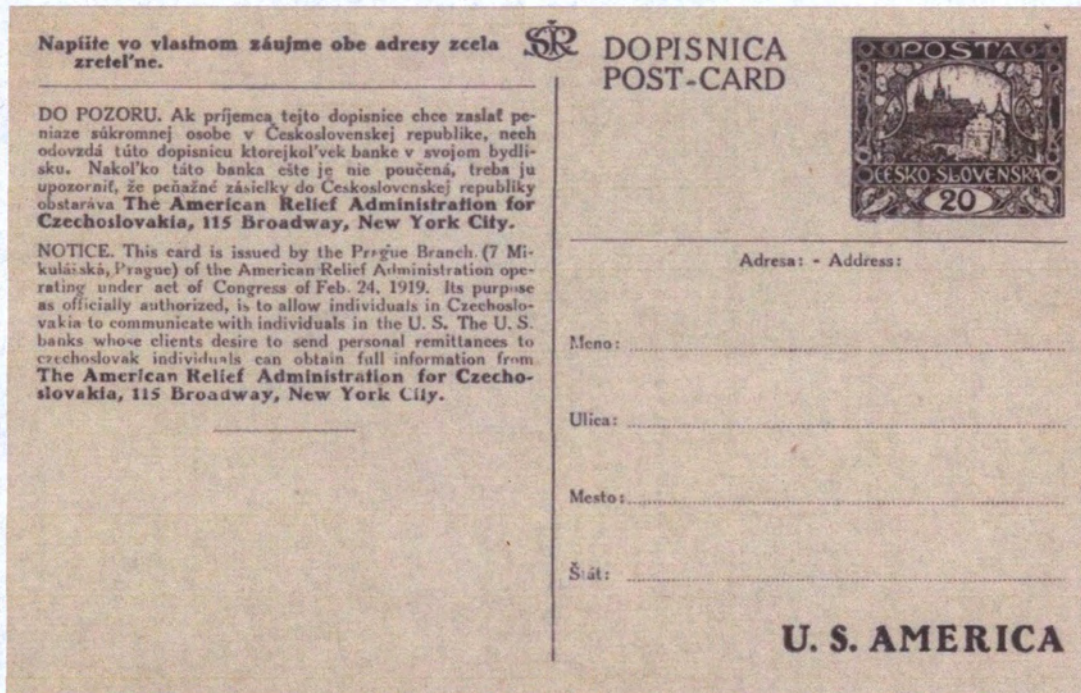 Napíšte vo vlastnom záujme obe adresy zcela
zreteľ'ne.
DO POZORU. Ak príjemca tejto dopisnice chce zaslať pe-
niaze súkromnej osobe v Československej republike, nech
odovzdá túto dopisnicu ktorejkoľ'vek banke v svojom bydli-
sku. Nakoľ'ko táto banka ešte je nie poučená, treba ju
upozorniť, že peňažné zásielky do Československej republiky
obstaráva The American Relief Administration for
Czechoslovakia, 115 Broadway, New York City.
NOTICE. This card is issued by the Prague Branch (7 Mi-
kulášská, Prague) of the American Relief Administration ope-
rating under act of Congress of Feb. 24, 1919. Its purpose
as officially authorized, is to allow individuals in Czechoslo-
vakia to communicate with individuals in the U. S. The U. S.
banks whose clients desire to send personal remittances to
czechoslovak individuals can obtain full information from
The American Relief Administration for Czecho-
slovakia, 115 Broadway, New York City.
ČSR
DOPISNICA
POST-CARD
POŠTA
ČESKO-SLOVENSKÁ
20
Adresa: - Address:
Meno:
Ulica:
Mesto:
Štát:
U. S. AMERICA